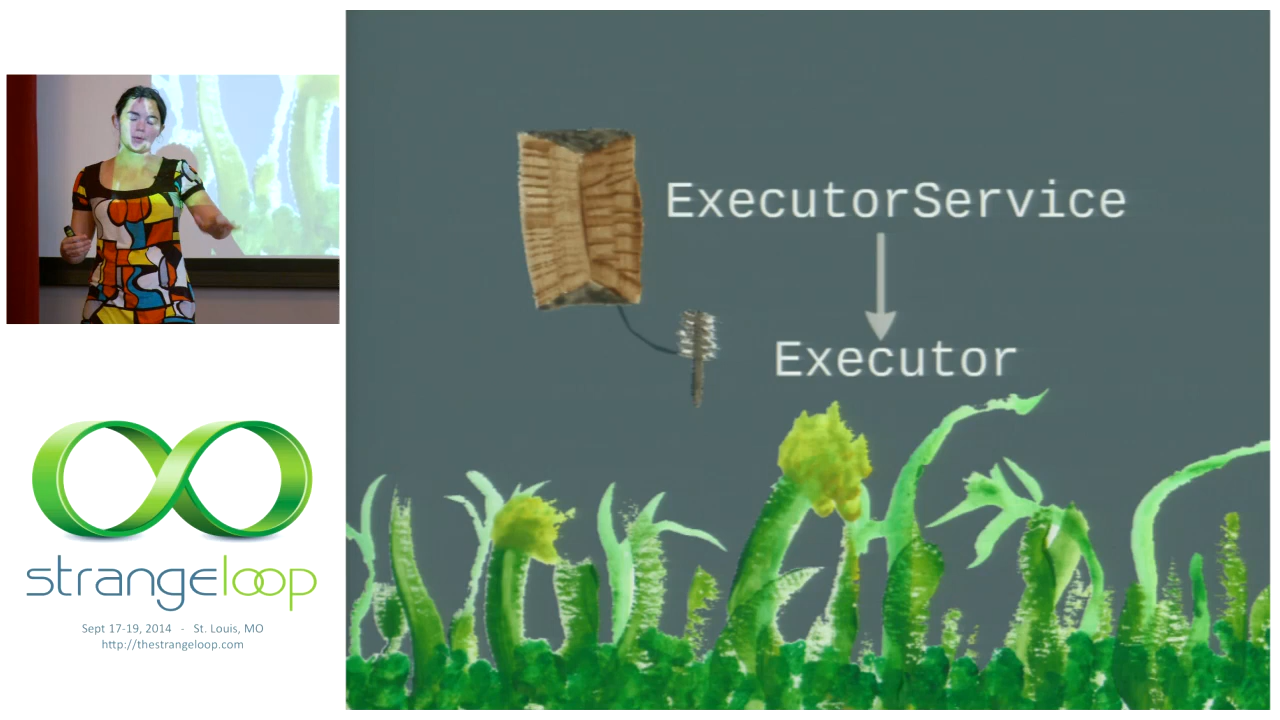 ExecutorService
Executor
strangeloop
Sept 17-19, 2014 - St. Louis, MO
http://thestrangeloop.com